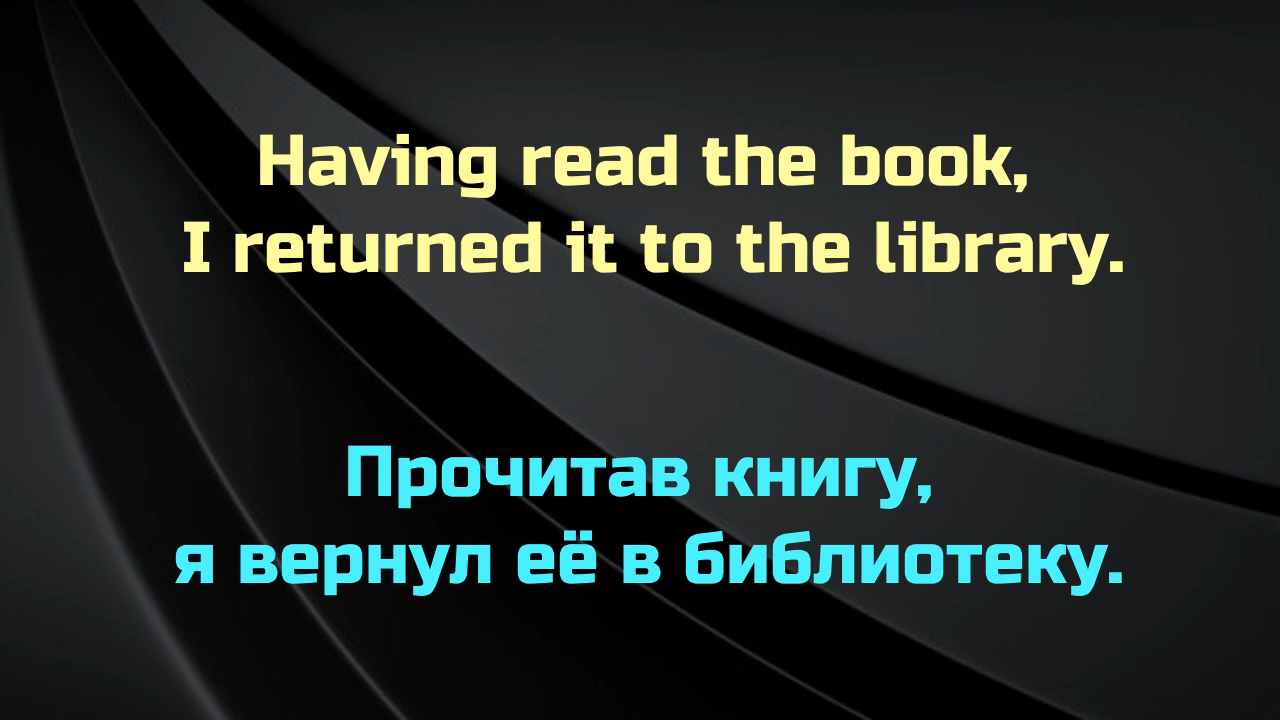 Having read the book,
I returned it to the library.
Прочитав книгу,
я вернул её в библиотеку.